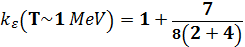 k_ε(T~1 MeV) = 1 + 7/8(2+4)